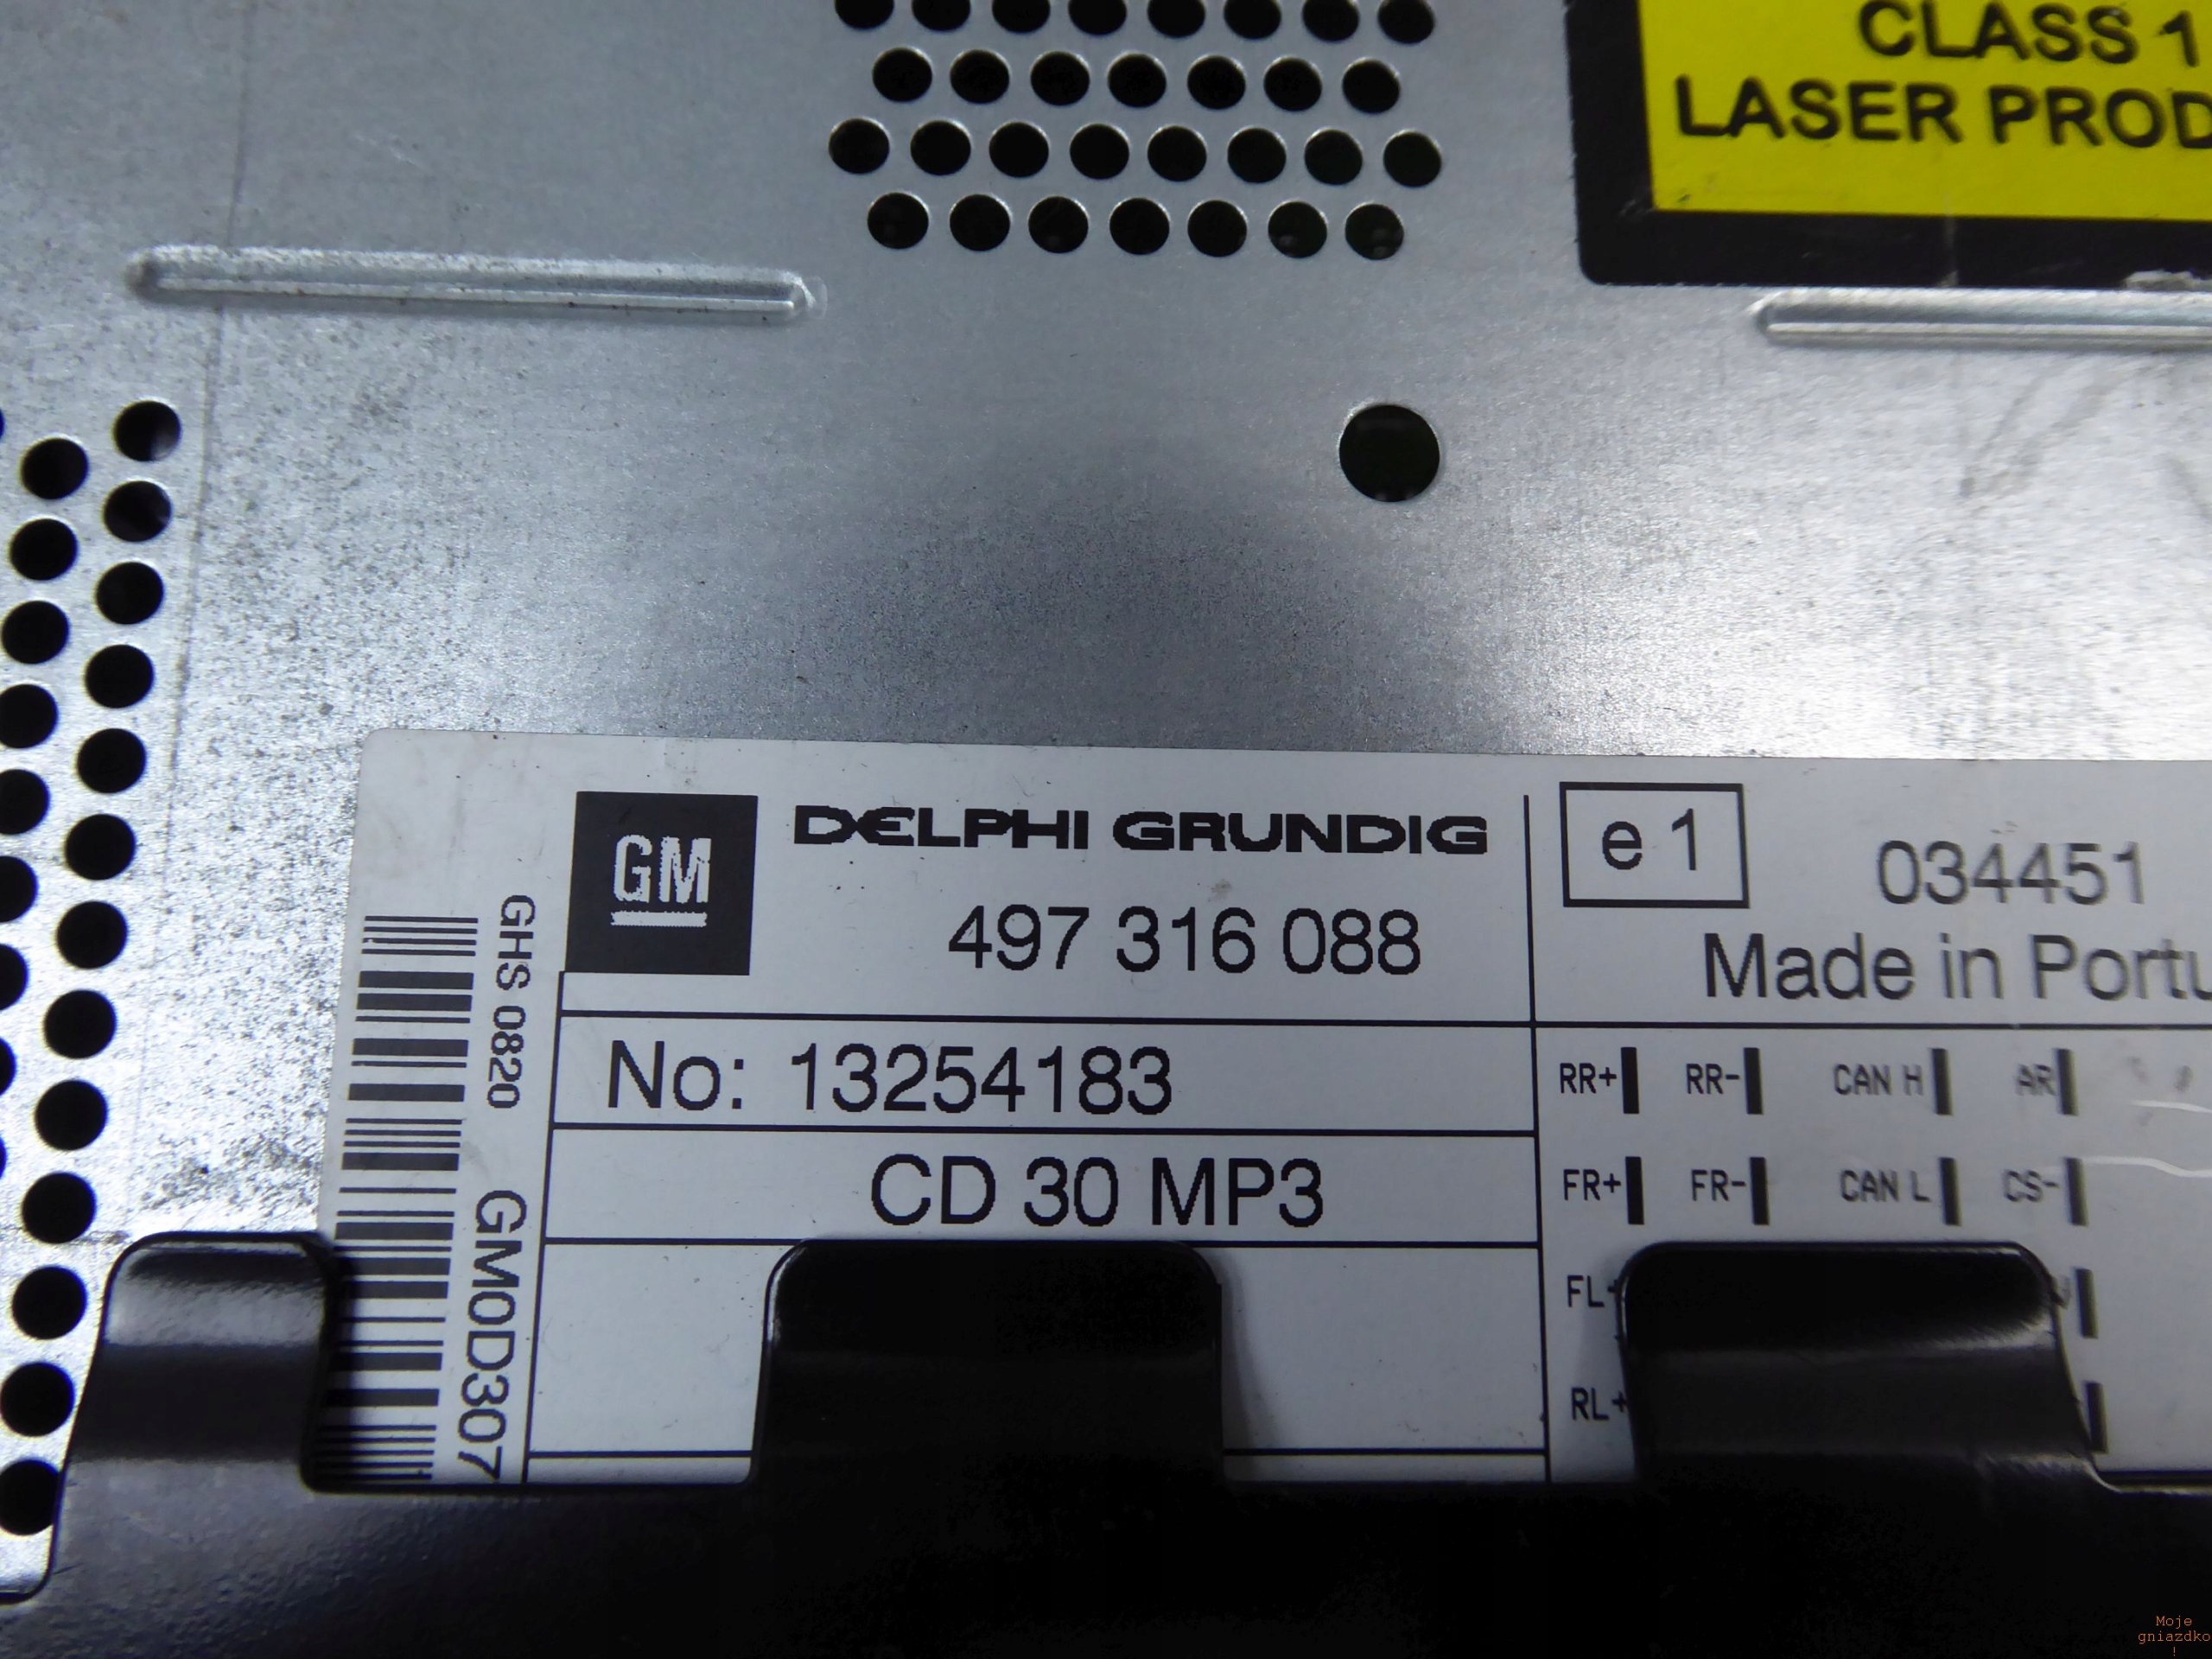 CLASS 1
LASER PROD
GM
DELPHI GRUNDIG
497 316 088
e1
034451
Made in Portu
No: 13254183
CD 30 MP3
RR+ RR- CAN H AR
FR+ FR- CAN L CS-
FL+
RL+
GHS 0820
GM0D307
Moje
gniazdko
!